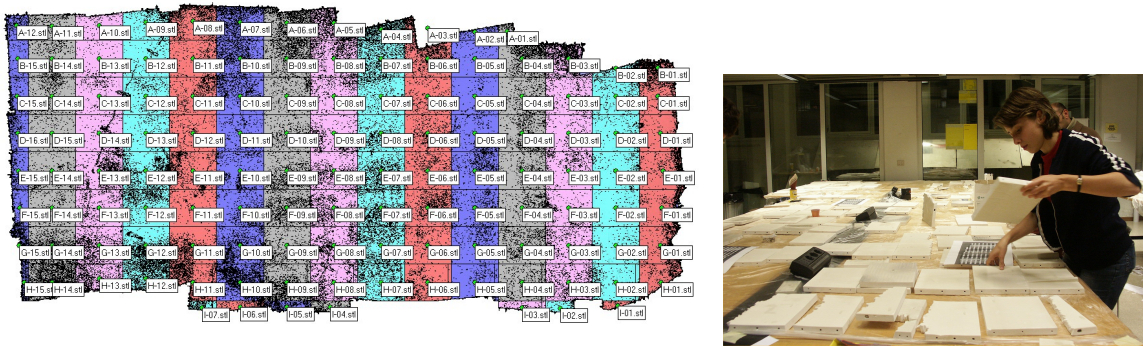 A-12.stl A-11.stl A-10.stl A-09.stl A-08.stl A-07.stl A-06.stl A-05.stl A-04.stl A-03.stl A-02.stl A-01.stl
B-15.stl B-14.stl B-13.stl B-12.stl B-11.stl B-10.stl B-09.stl B-08.stl B-07.stl B-06.stl B-05.stl B-04.stl B-03.stl B-02.stl B-01.stl
C-15.stl C-14.stl C-13.stl C-12.stl C-11.stl C-10.stl C-09.stl C-08.stl C-07.stl C-06.stl C-05.stl C-04.stl C-03.stl C-02.stl C-01.stl
D-16.stl D-15.stl D-14.stl D-13.stl D-12.stl D-11.stl D-10.stl D-09.stl D-08.stl D-06.stl D-05.stl D-04.stl D-03.stl D-02.stl D-01.stl
E-15.stl E-14.stl E-13.stl E-12.stl E-11.stl E-10.stl E-09.stl E-08.stl E-07.stl E-06.stl E-05.stl E-04.stl E-03.stl E-02.stl E-01.stl
F-15.stl F-14.stl F-13.stl F-12.stl F-11.stl F-10.stl F-09.stl F-08.stl F-07.stl F-06.stl F-05.stl F-04.stl F-03.stl F-02.stl F-01.stl
G-15.stl G-14.stl G-13.stl G-12.stl G-11.stl G-10.stl G-09.stl G-08.stl G-07.stl G-06.stl G-05.stl G-04.stl G-03.stl G-02.stl G-01.stl
H-15.stl H-14.stl H-13.stl H-12.stl H-11.stl H-10.stl H-09.stl H-08.stl H-07.stl H-06.stl H-05.stl H-04.stl H-03.stl H-02.stl H-01.stl
I-07.stl I-06.stl I-05.stl I-04.stl I-03.stl I-02.stl I-01.stl